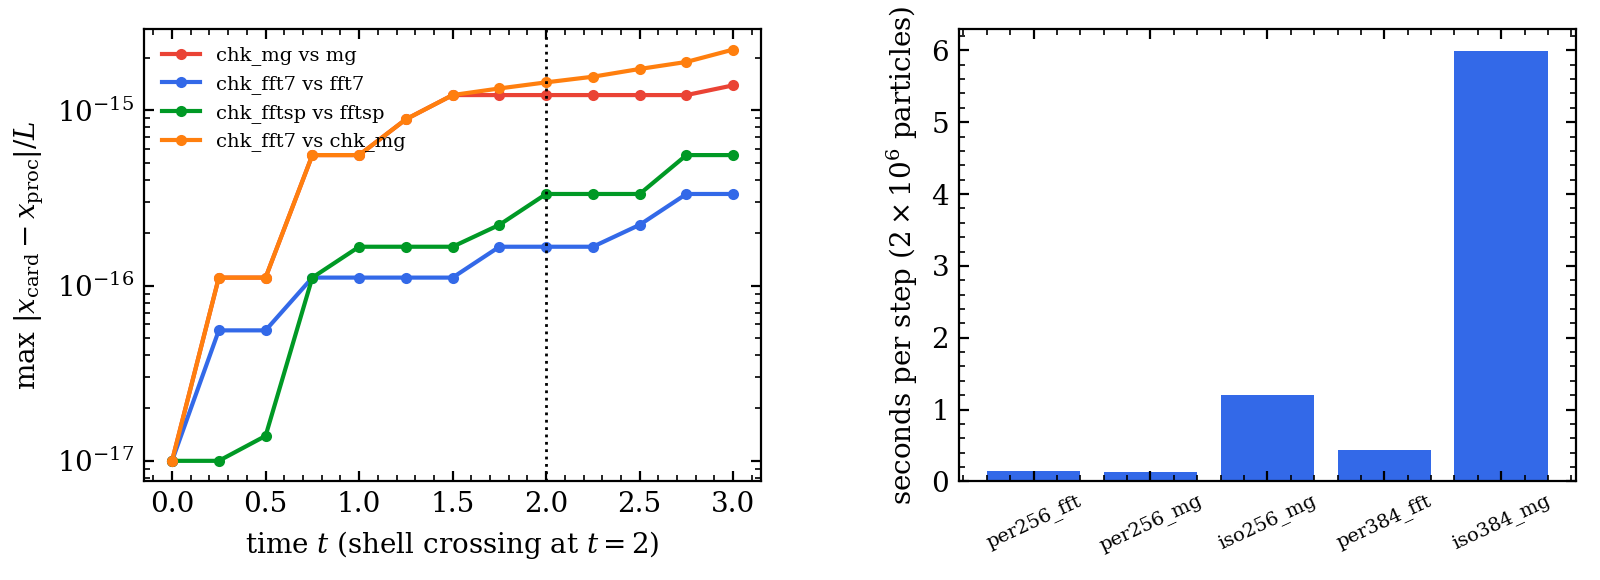 chk_mg vs mg
chk_fft7 vs fft7
chk_fftsp vs fftsp
chk_fft7 vs chk_mg
max |x_card − x_proc|/L
10⁻¹⁵
10⁻¹⁶
10⁻¹⁷
0.0 0.5 1.0 1.5 2.0 2.5 3.0
time t (shell crossing at t = 2)
seconds per step (2 × 10⁶ particles)
6
5
4
3
2
1
0
per256_fft per256_mg iso256_mg per384_fft iso384_mg